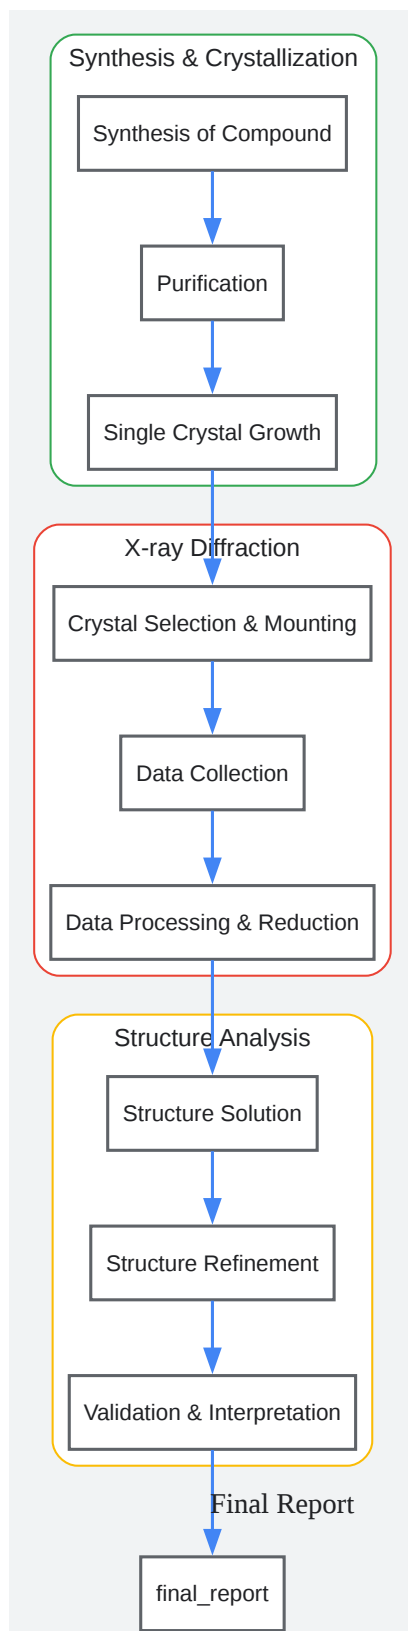 Synthesis & Crystallization
Synthesis of Compound
Purification
Single Crystal Growth
X-ray Diffraction
Crystal Selection & Mounting
Data Collection
Data Processing & Reduction
Structure Analysis
Structure Solution
Structure Refinement
Validation & Interpretation
Final Report
final_report